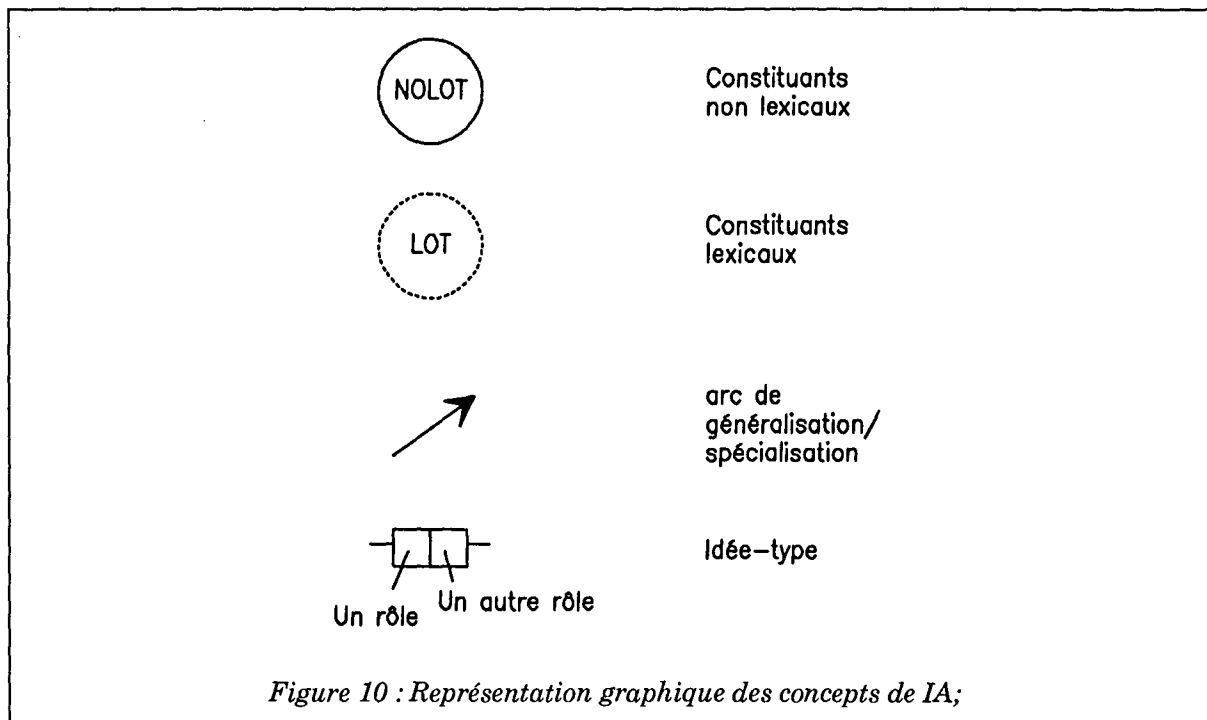 NOLOT
Constituants
non lexicaux
LOT
Constituants
lexicaux
arc de
généralisation/
spécialisation
Idée-type
Un rôle
Un autre rôle
Figure 10 : Représentation graphique des concepts de IA;